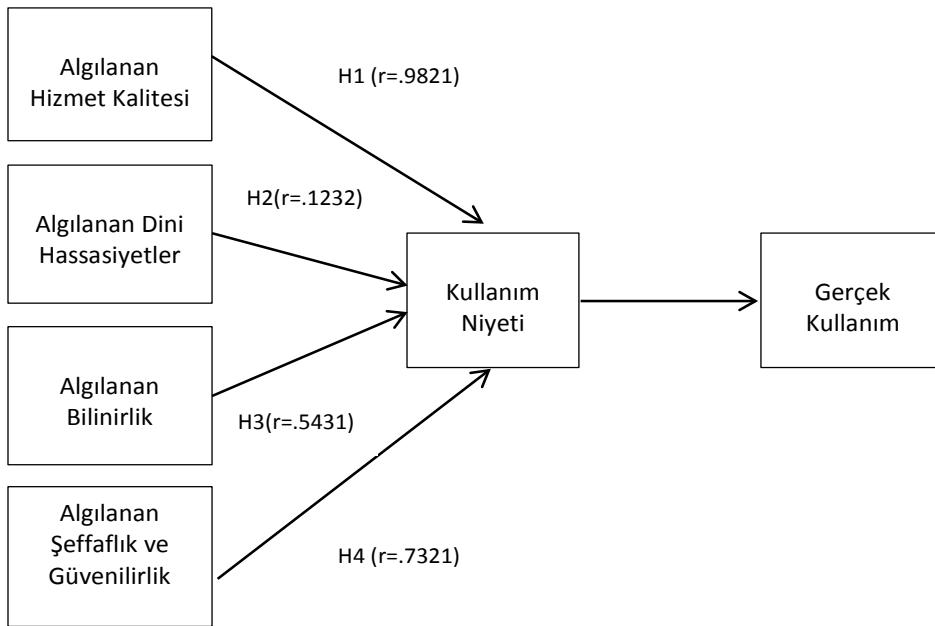 Algılanan
Hizmet Kalitesi
H1 (r=.9821)
Algılanan Dini
Hassasiyetler
H2(r=.1232)
Kullanım
Niyeti
Gerçek
Kullanım
Algılanan
Bilinirlik
H3(r=.5431)
Algılanan
Şeffaflık ve
Güvenilirlik
H4 (r=.7321)